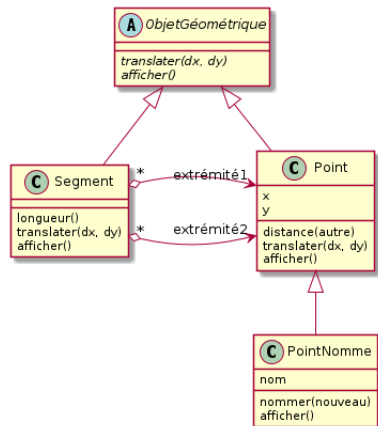 A ObjetGéométrique
translater(dx, dy)
afficher()
C Segment
longueur()
translater(dx, dy)
afficher()
* extrémité1
* extrémité2
C Point
x
y
distance(autre)
translater(dx, dy)
afficher()
C PointNomme
nom
nommer(nouveau)
afficher()